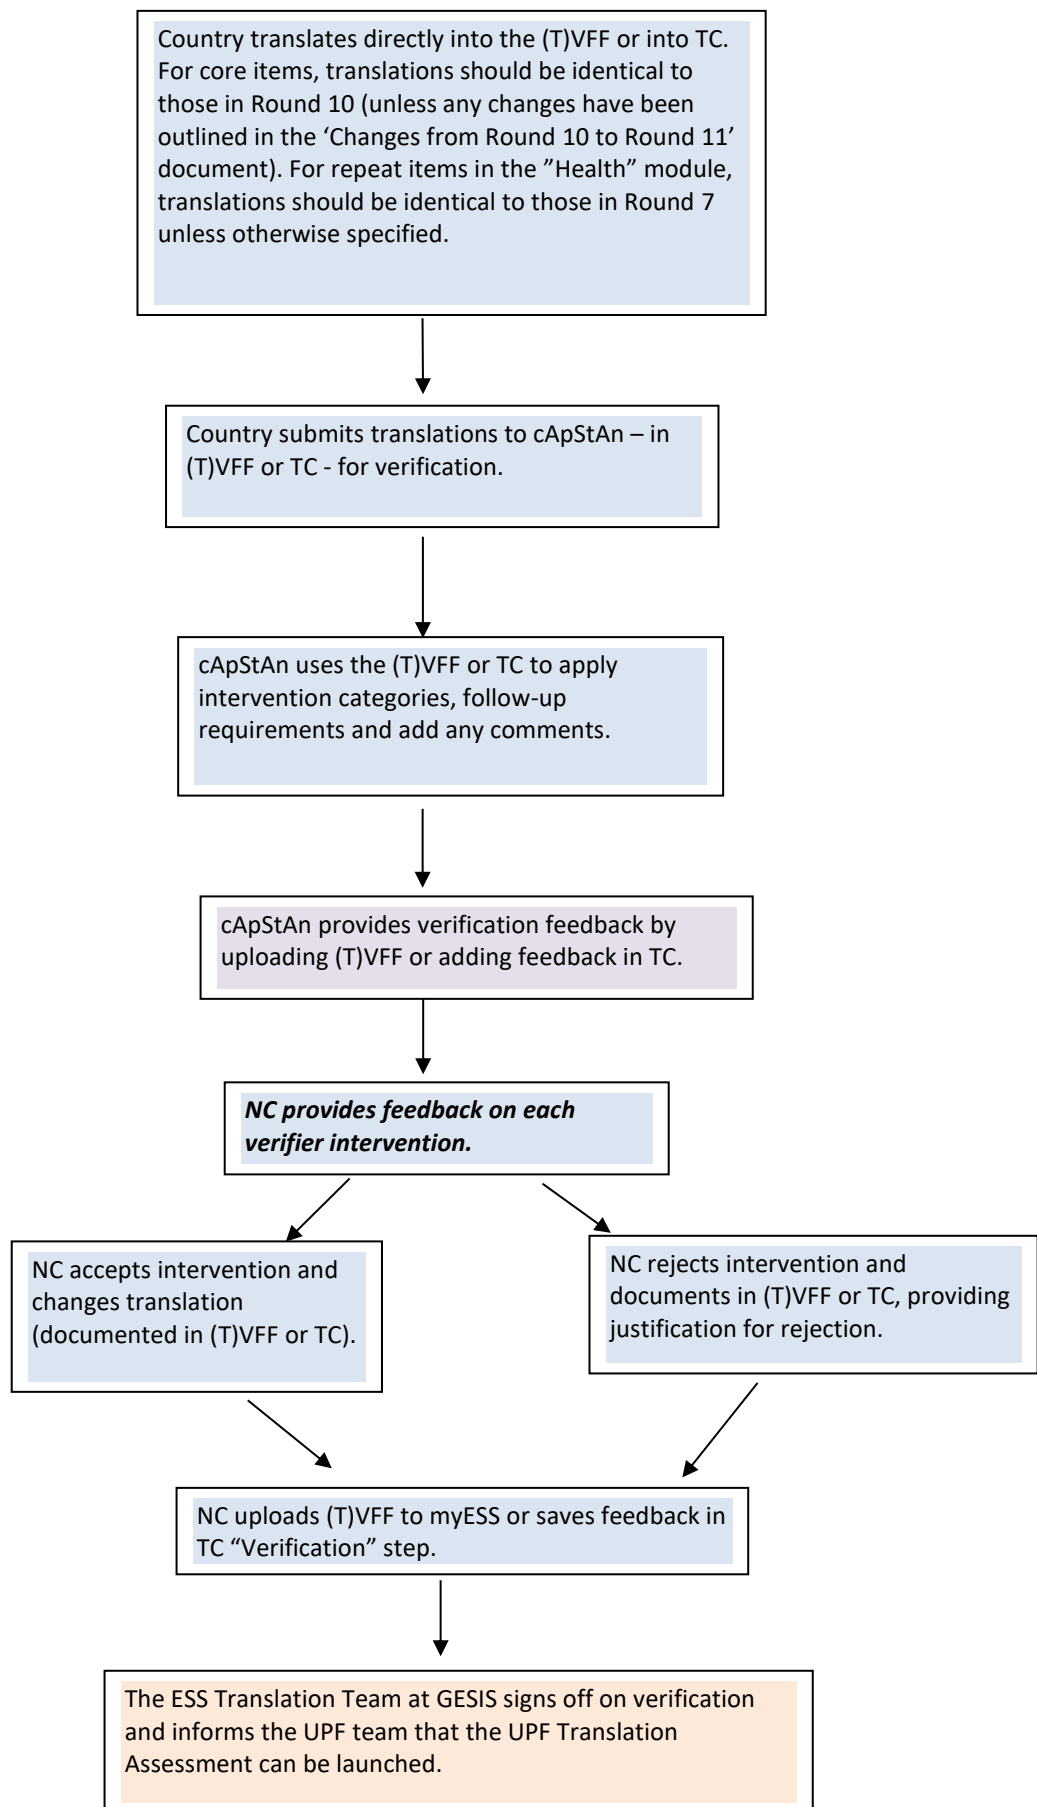 Country translates directly into the (T)VFF or into TC.
For core items, translations should be identical to
those in Round 10 (unless any changes have been
outlined in the ‘Changes from Round 10 to Round 11’
document). For repeat items in the ”Health” module,
translations should be identical to those in Round 7
unless otherwise specified.
Country submits translations to cApStAn – in
(T)VFF or TC - for verification.
cApStAn uses the (T)VFF or TC to apply
intervention categories, follow-up
requirements and add any comments.
cApStAn provides verification feedback by
uploading (T)VFF or adding feedback in TC.
NC provides feedback on each
verifier intervention.
NC accepts intervention and
changes translation
(documented in (T)VFF or TC).
NC rejects intervention and
documents in (T)VFF or TC, providing
justification for rejection.
NC uploads (T)VFF to myESS or saves feedback in
TC “Verification” step.
The ESS Translation Team at GESIS signs off on verification
and informs the UPF team that the UPF Translation
Assessment can be launched.